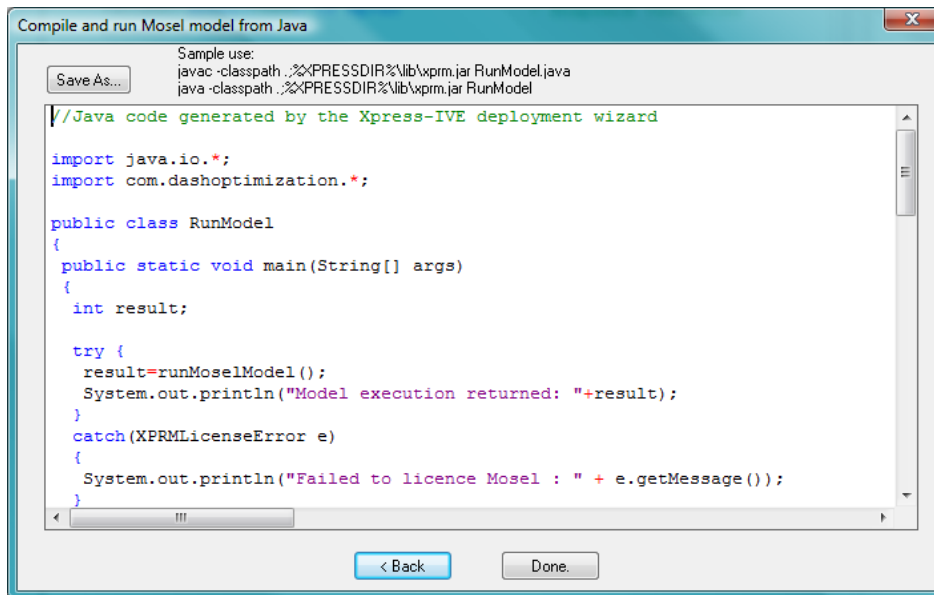 Compile and run Mosel model from Java
Sample use:
javac -classpath .;%XPRESSDIR%\lib\xprm.jar RunModel.java
java -classpath .;%XPRESSDIR%\lib\xprm.jar RunModel
Save As...
//Java code generated by the Xpress-IVE deployment wizard
import java.io.*;
import com.dashoptimization.*;
public class RunModel
{
public static void main(String[] args)
{
int result;
try {
result=runMoselModel();
System.out.println("Model execution returned: "+result);
}
catch(XPRMLicenseError e)
{
System.out.println("Failed to licence Mosel : " + e.getMessage());
}
< Back
Done.